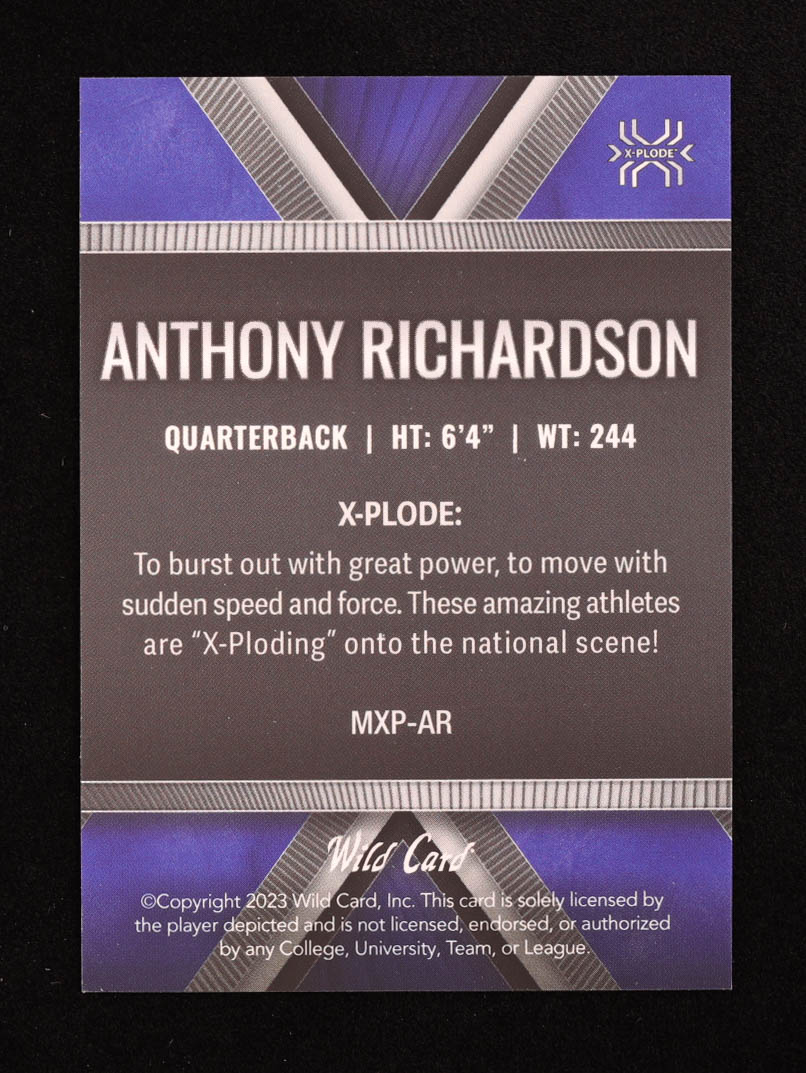 X-PLODE™
ANTHONY RICHARDSON
QUARTERBACK | HT: 6'4" | WT: 244
X-PLODE:
To burst out with great power, to move with
sudden speed and force. These amazing athletes
are “X-Ploding” onto the national scene!
MXP-AR
Wild Card
©Copyright 2023 Wild Card, Inc. This card is solely licensed by
the player depicted and is not licensed, endorsed, or authorized
by any College, University, Team, or League.